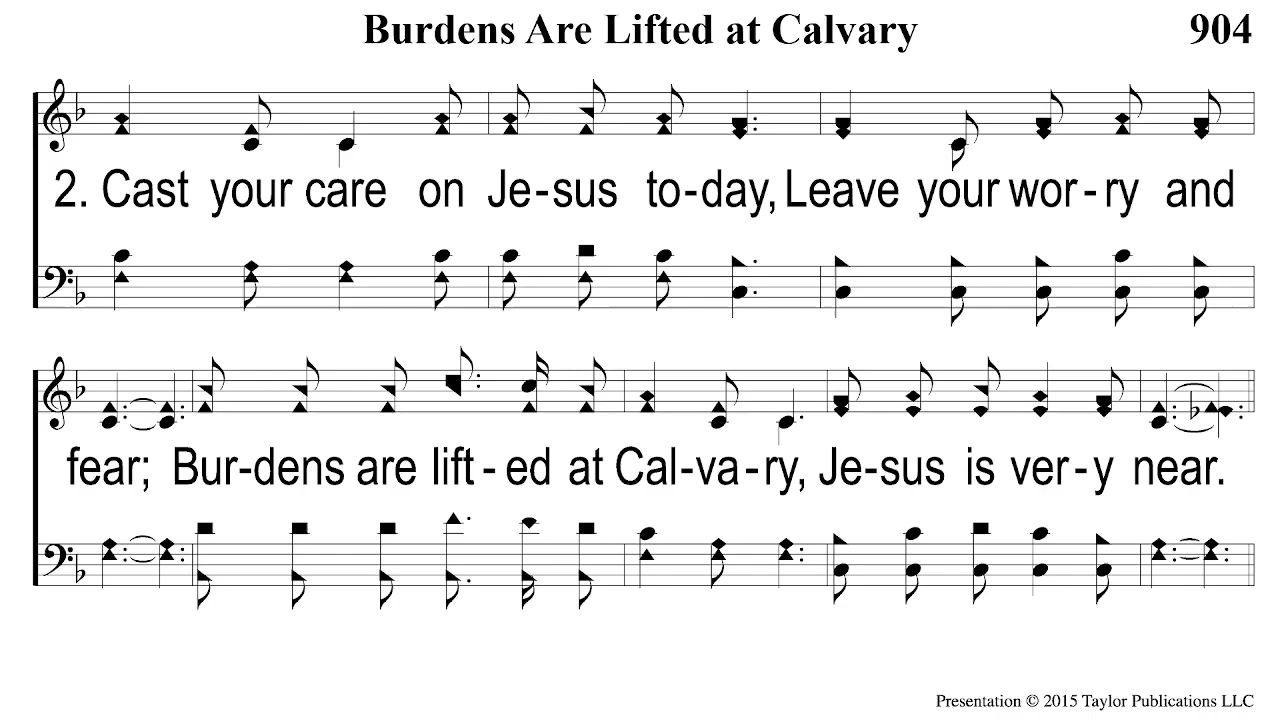 Burdens Are Lifted at Calvary 904
2. Cast your care on Je-sus to-day, Leave your wor-ry and
fear; Bur-dens are lift-ed at Cal-va-ry, Je-sus is ver-y near.
Presentation © 2015 Taylor Publications LLC